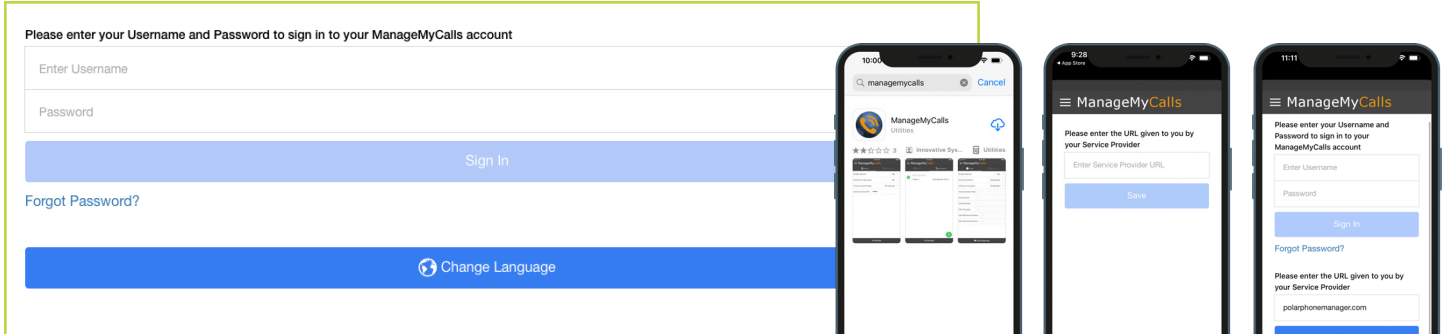 Please enter your Username and Password to sign in to your ManageMyCalls account
Enter Username
Password
Sign In
Forgot Password?
Change Language
10:00
managemycalls
Cancel
ManageMyCalls
Utilities
3
Innovative Sys...
Utilities
9:28
App Store
ManageMyCalls
Please enter the URL given to you by
your Service Provider
Enter Service Provider URL
Save
11:11
ManageMyCalls
Please enter your Username and
Password to sign in to your
ManageMyCalls account
Enter Username
Password
Sign In
Forgot Password?
Please enter the URL given to you by
your Service Provider
polarphonemanager.com